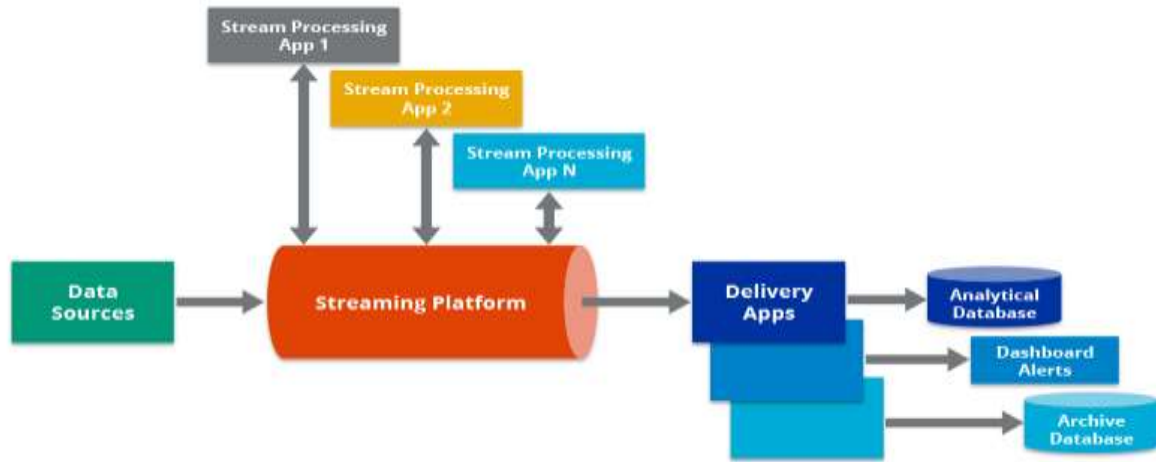 Stream Processing
App 1
Stream Processing
App 2
Stream Processing
App N
Data
Sources
Streaming Platform
Delivery
Apps
Analytical
Database
Dashboard
Alerts
Archive
Database